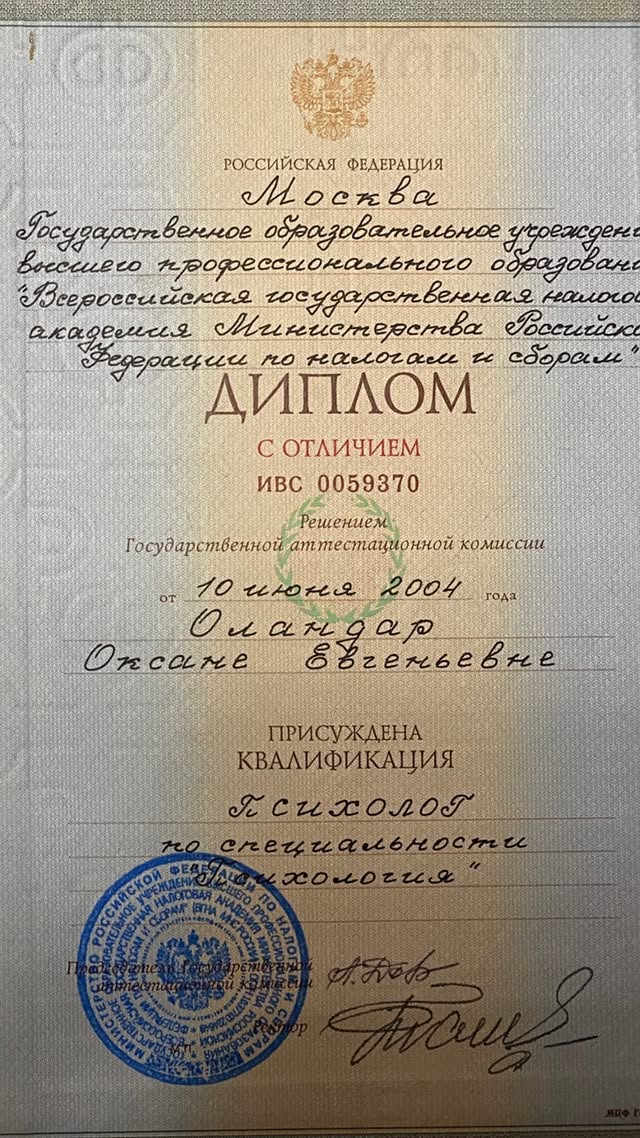 РОССИЙСКАЯ ФЕДЕРАЦИЯ
Москва
Государственное образовательное учрежден
высшего профессионального образован
"Всероссийская государственная налого
академия Министерства Российско
Федерации по налогам и сборам"
ДИПЛОМ
С ОТЛИЧИЕМ
ИВС 0059370
Решением
Государственной аттестационной комиссии
от 10 июня 2004 года
Оландар
Оксане Евгеньевне
ПРИСУЖДЕНА
КВАЛИФИКАЦИЯ
Психолог
по специальности
"Психология"
Председатель Государственной
аттестационной комиссии
Ректор
М.П.